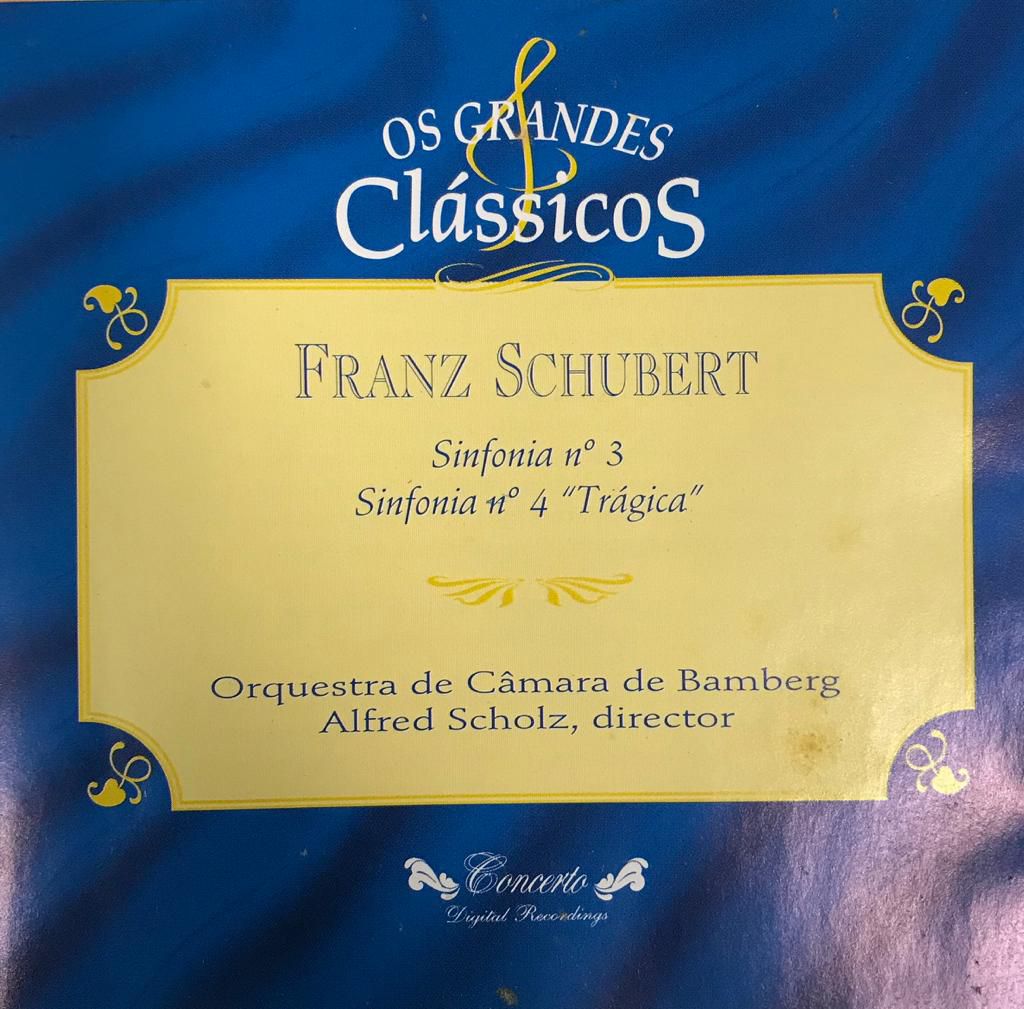 OS GRANDES
Clássicos
FRANZ SCHUBERT
Sinfonia nº 3
Sinfonia nº 4 “Trágica”
Orquestra de Câmara de Bamberg
Alfred Scholz, director
Concerto
Digital Recordings